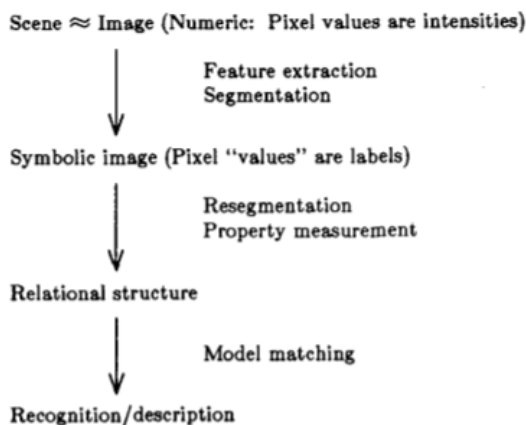 Scene ≈ Image (Numeric: Pixel values are intensities)
Feature extraction
Segmentation
Symbolic image (Pixel “values” are labels)
Resegmentation
Property measurement
Relational structure
Model matching
Recognition/description